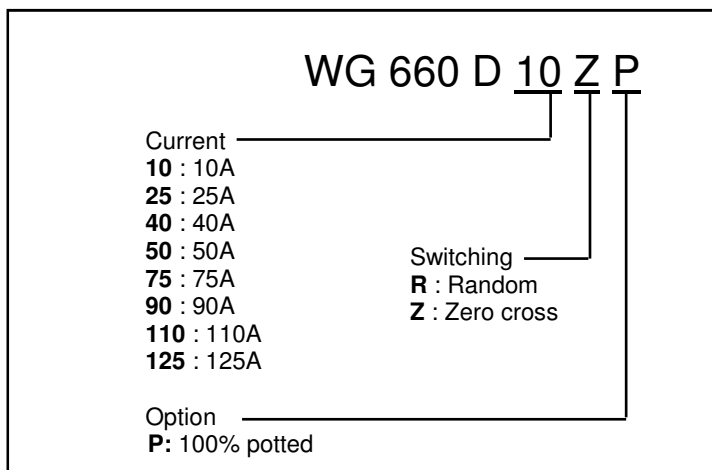 WG 660 D 10 Z P
Current
10 : 10A
25 : 25A
40 : 40A
50 : 50A
75 : 75A
90 : 90A
110 : 110A
125 : 125A
Switching
R : Random
Z : Zero cross
Option
P: 100% potted